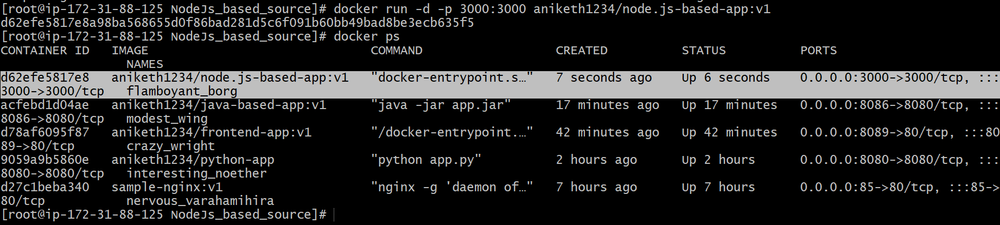 [root@ip-172-31-88-125 NodeJs_based_source]# docker run -d -p 3000:3000 aniketh1234/node.js-based-app:v1
d62efe5817e8a98ba568655d0f86bad281d5c6f091b60bb49bad8be3ecb635f5
[root@ip-172-31-88-125 NodeJs_based_source]# docker ps
CONTAINER ID   IMAGE                              COMMAND                  CREATED          STATUS          PORTS
                 NAMES
d62efe5817e8   aniketh1234/node.js-based-app:v1   "docker-entrypoint.s…"   7 seconds ago    Up 6 seconds    0.0.0.0:3000->3000/tcp, :::
3000->3000/tcp   flamboyant_borg
acfebd1d04ae   aniketh1234/java-based-app:v1      "java -jar app.jar"      17 minutes ago   Up 17 minutes   0.0.0.0:8086->8080/tcp, :::
8086->8080/tcp   modest_wing
d78af6095f87   aniketh1234/frontend-app:v1        "/docker-entrypoint.…"   42 minutes ago   Up 42 minutes   0.0.0.0:8089->80/tcp, :::80
89->80/tcp       crazy_wright
9059a9b5860e   aniketh1234/python-app             "python app.py"          2 hours ago      Up 2 hours      0.0.0.0:8080->8080/tcp, :::
8080->8080/tcp   interesting_noether
d27c1beba340   sample-nginx:v1                    "nginx -g 'daemon of…"   7 hours ago      Up 7 hours      0.0.0.0:85->80/tcp, :::85->
80/tcp           nervous_varahamihira
[root@ip-172-31-88-125 NodeJs_based_source]#